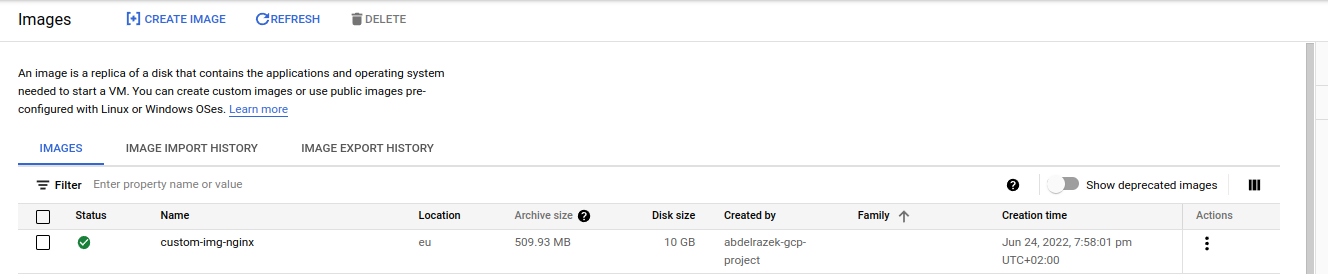 Images CREATE IMAGE REFRESH DELETE
An image is a replica of a disk that contains the applications and operating system
needed to start a VM. You can create custom images or use public images pre-
configured with Linux or Windows OSes. Learn more
IMAGES IMAGE IMPORT HISTORY IMAGE EXPORT HISTORY
Filter Enter property name or value ? Show deprecated images
Status Name Location Archive size ? Disk size Created by Family Creation time Actions
custom-img-nginx eu 509.93 MB 10 GB abdelrazek-gcp- Jun 24, 2022, 7:58:01 pm
project UTC+02:00